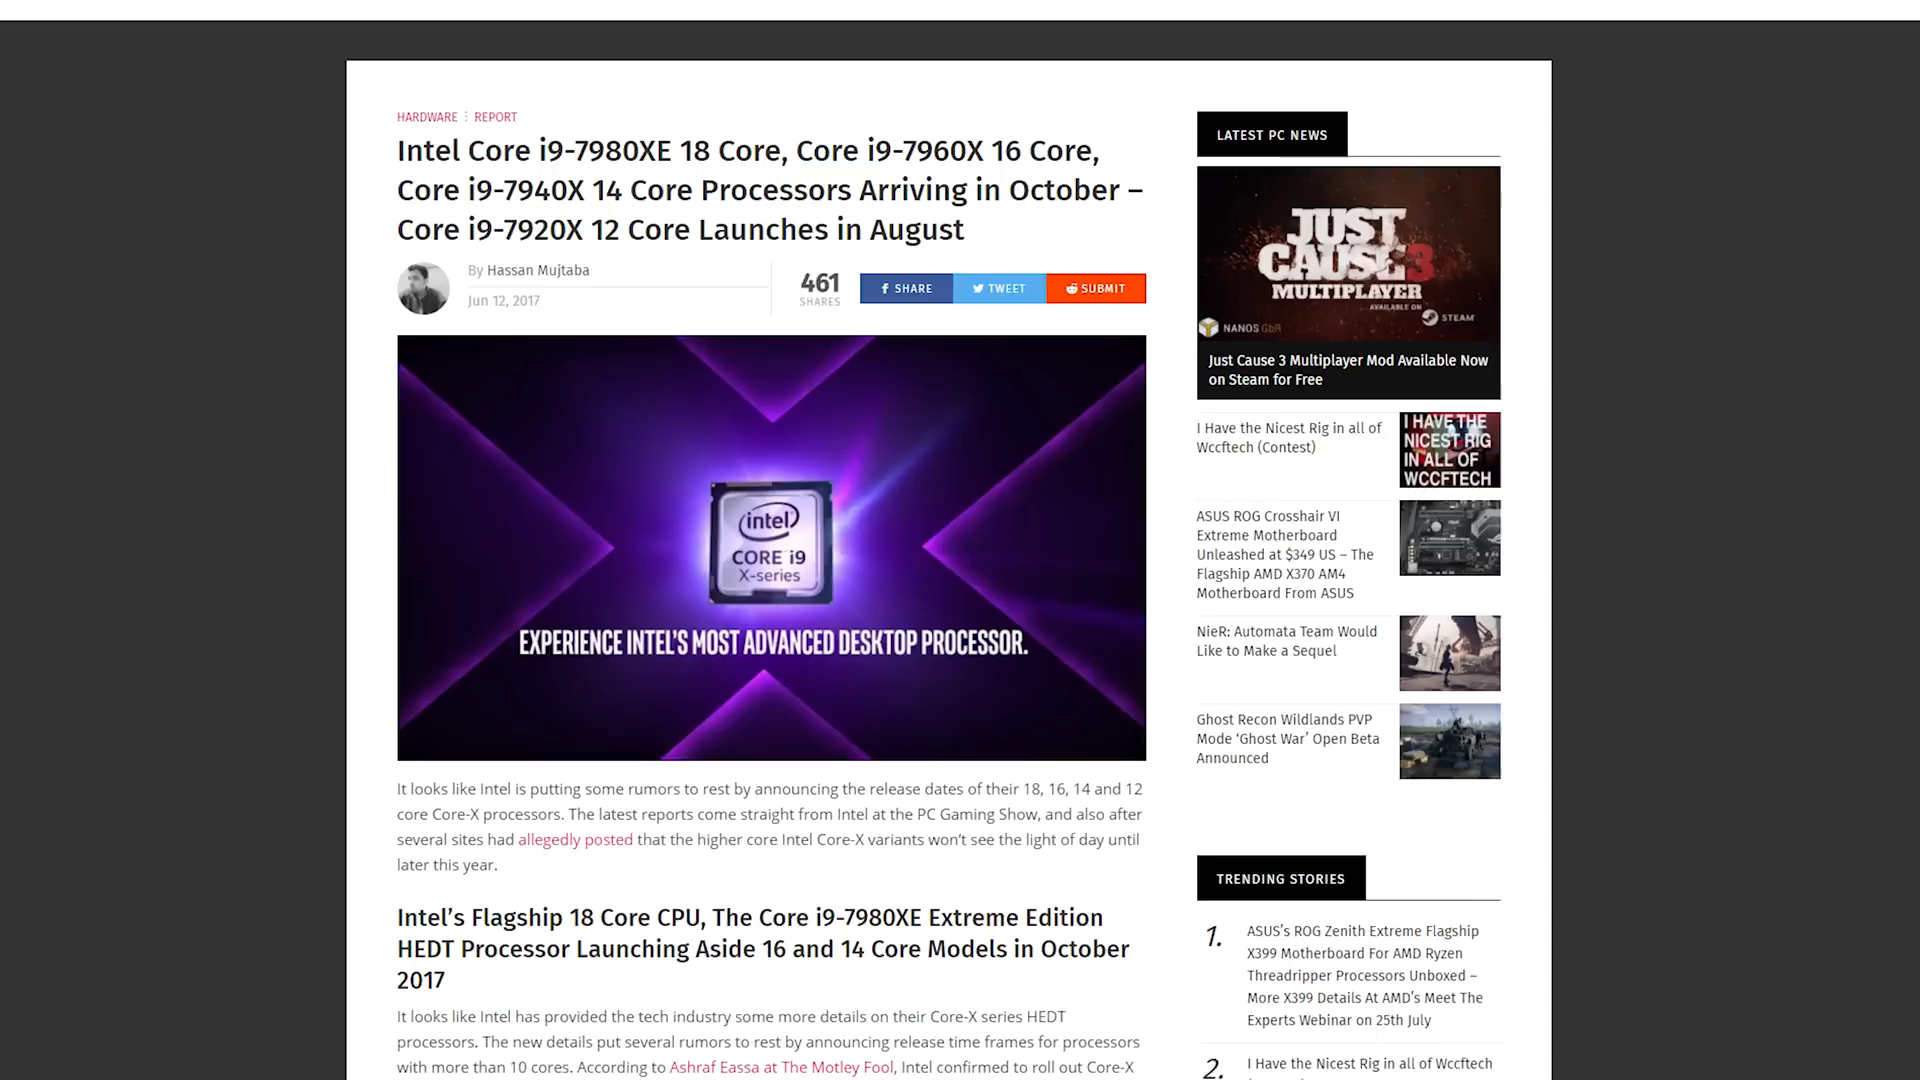 HARDWARE REPORT
Intel Core i9-7980XE 18 Core, Core i9-7960X 16 Core,
Core i9-7940X 14 Core Processors Arriving in October –
Core i9-7920X 12 Core Launches in August
By Hassan Mujtaba
Jun 12, 2017
461
SHARES
SHARE
TWEET
SUBMIT
intel
CORE i9
X-series
EXPERIENCE INTEL'S MOST ADVANCED DESKTOP PROCESSOR.
It looks like Intel is putting some rumors to rest by announcing the release dates of their 18, 16, 14 and 12
core Core-X processors. The latest reports come straight from Intel at the PC Gaming Show, and also after
several sites had allegedly posted that the higher core Intel Core-X variants won’t see the light of day until
later this year.
Intel’s Flagship 18 Core CPU, The Core i9-7980XE Extreme Edition
HEDT Processor Launching Aside 16 and 14 Core Models in October
2017
It looks like Intel has provided the tech industry some more details on their Core-X series HEDT
processors. The new details put several rumors to rest by announcing release time frames for processors
with more than 10 cores. According to Ashraf Eassa at The Motley Fool, Intel confirmed to roll out Core-X
LATEST PC NEWS
JUST
CAUSE 3
MULTIPLAYER
AVAILABLE ON
STEAM
NANOS GbR
Just Cause 3 Multiplayer Mod Available Now
on Steam for Free
I Have the Nicest Rig in all of
Wccftech (Contest)
I HAVE THE
NICEST RIG
IN ALL OF
WCCFTECH
ASUS ROG Crosshair VI
Extreme Motherboard
Unleashed at $349 US – The
Flagship AMD X370 AM4
Motherboard From ASUS
NieR: Automata Team Would
Like to Make a Sequel
Ghost Recon Wildlands PVP
Mode ‘Ghost War’ Open Beta
Announced
TRENDING STORIES
1. ASUS’s ROG Zenith Extreme Flagship
X399 Motherboard For AMD Ryzen
Threadripper Processors Unboxed –
More X399 Details At AMD’s Meet The
Experts Webinar on 25th July
2. I Have the Nicest Rig in all of Wccftech